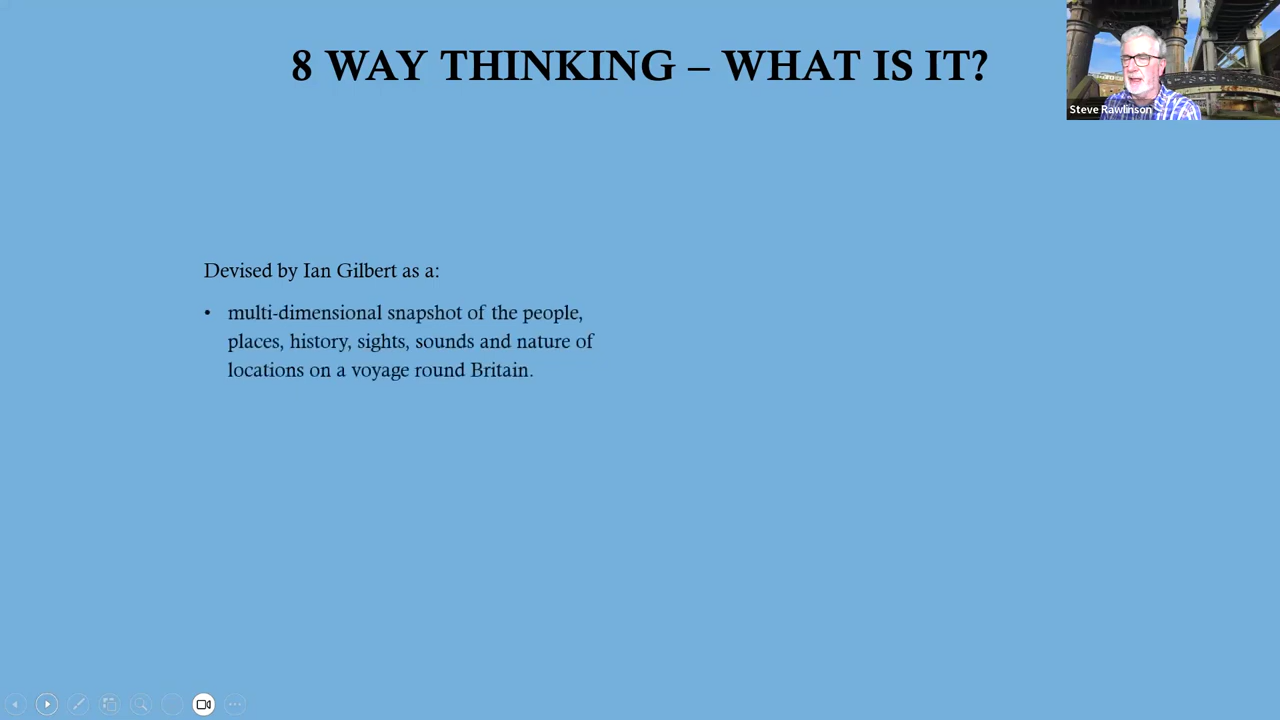 8 WAY THINKING – WHAT IS IT?
Steve Rawlinson
Devised by Ian Gilbert as a:
• multi-dimensional snapshot of the people,
places, history, sights, sounds and nature of
locations on a voyage round Britain.